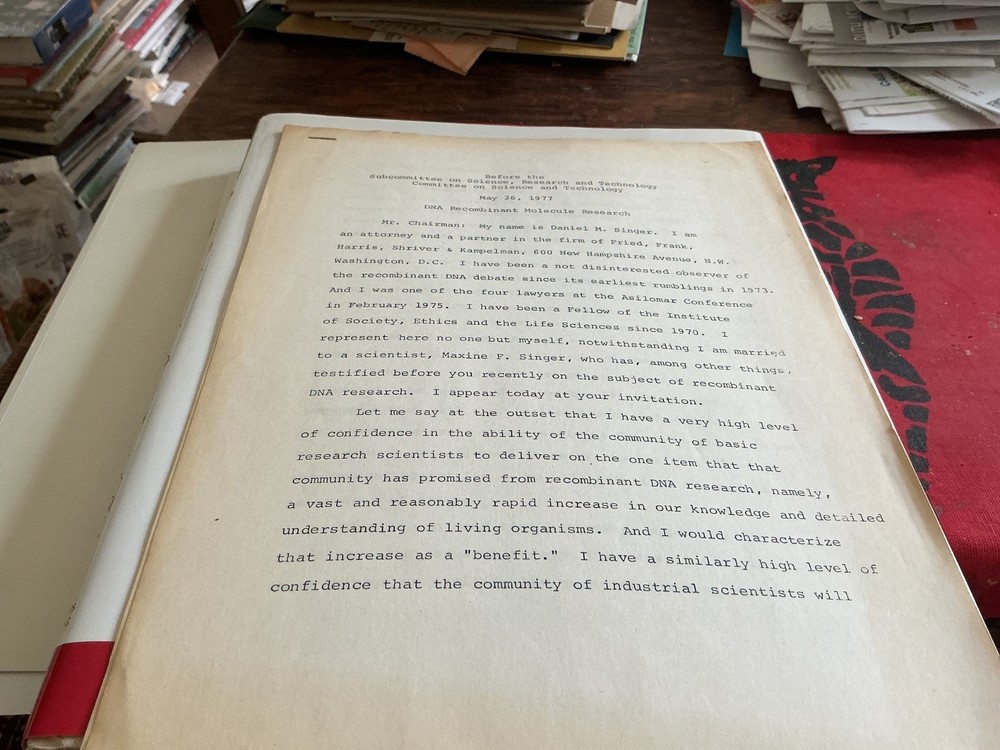 Before the
Subcommittee on Science, Research and Technology
Committee on Science and Technology
May 26, 1977
DNA Recombinant Molecule Research
Mr. Chairman: My name is Daniel M. Singer. I am
an attorney and a partner in the firm of Fried, Frank,
Harris, Shriver & Kampelman, 600 New Hampshire Avenue, N.W.
Washington, D.C. I have been a not disinterested observer of
the recombinant DNA debate since its earliest rumblings in 1973.
And I was one of the four lawyers at the Asilomar Conference
in February 1975. I have been a Fellow of the Institute
of Society, Ethics and the Life Sciences since 1970. I
represent here no one but myself, notwithstanding I am married
to a scientist, Maxine F. Singer, who has, among other things,
testified before you recently on the subject of recombinant
DNA research. I appear today at your invitation.
Let me say at the outset that I have a very high level
of confidence in the ability of the community of basic
research scientists to deliver on the one item that that
community has promised from recombinant DNA research, namely,
a vast and reasonably rapid increase in our knowledge and detailed
understanding of living organisms. And I would characterize
that increase as a "benefit." I have a similarly high level of
confidence that the community of industrial scientists will